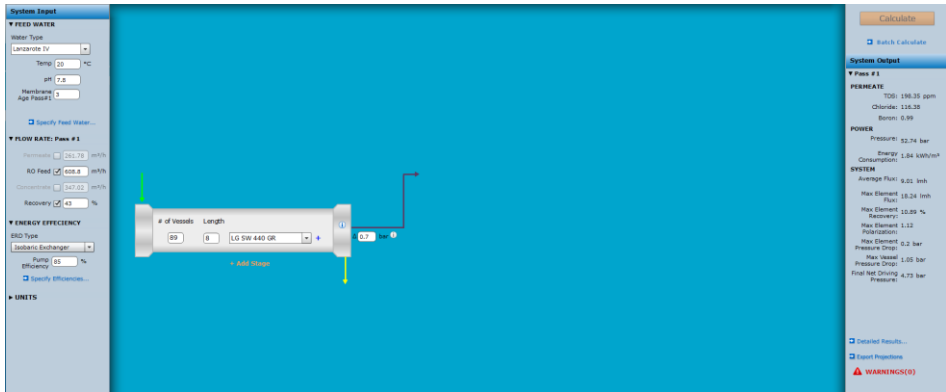 System Input
▼ FEED WATER
Water Type
Lanzarote IV
Temp 20 °C
pH 7.8
Membrane Age Pass#1 3
Specify Feed Water...
▼ FLOW RATE: Pass #1
Permeate 261.78 m³/h
RO Feed 608.8 m³/h
Concentrate 347.02 m³/h
Recovery 43 %
▼ ENERGY EFFECIENCY
ERD Type
Isobaric Exchanger
Pump Efficiency 85 %
Specify Efficiencies...
► UNITS
# of Vessels Length
89 8 LG SW 440 GR +
0.7 bar
+ Add Stage
Calculate
Batch Calculate
System Output
▼ Pass #1
PERMEATE
TDS: 198.35 ppm
Chloride: 116.38
Boron: 0.99
POWER
Pressure: 52.74 bar
Energy Consumption: 1.84 kWh/m³
SYSTEM
Average Flux: 9.01 lmh
Max Element Flux: 18.24 lmh
Max Element Recovery: 10.89 %
Max Element Polarization: 1.12
Max Element Pressure Drop: 0.2 bar
Max Vessel Pressure Drop: 1.05 bar
Final Net Driving Pressure: 4.73 bar
Detailed Results...
Export Projections
WARNINGS(0)